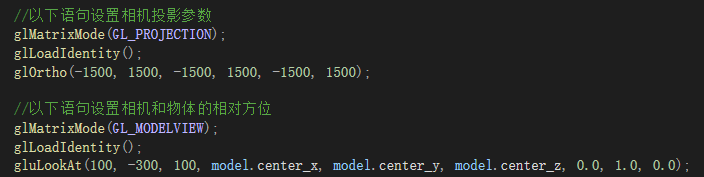 //以下语句设置相机投影参数
glMatrixMode(GL_PROJECTION);
glLoadIdentity();
glOrtho(-1500, 1500, -1500, 1500, -1500, 1500);
//以下语句设置相机和物体的相对方位
glMatrixMode(GL_MODELVIEW);
glLoadIdentity();
gluLookAt(100, -300, 100, model.center_x, model.center_y, model.center_z, 0.0, 1.0, 0.0);